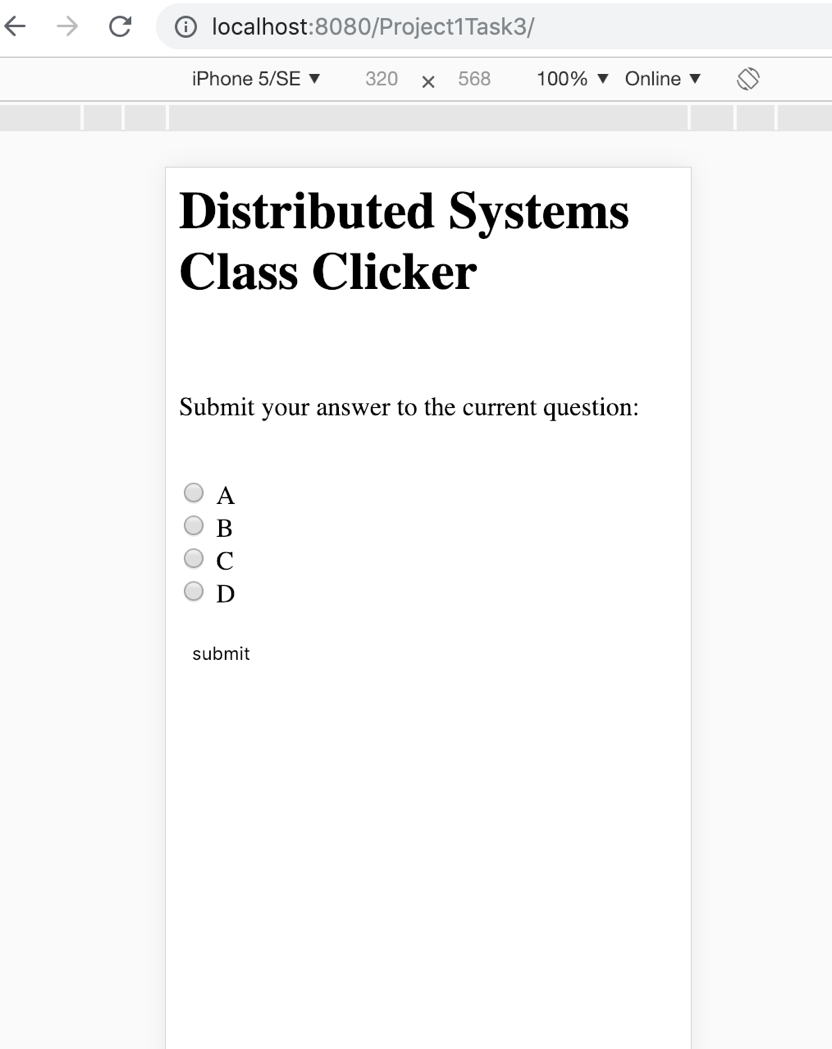 localhost:8080/Project1Task3/
iPhone 5/SE ▼ 320 × 568 100% ▼ Online ▼
Distributed Systems
Class Clicker
Submit your answer to the current question:
A
B
C
D
submit